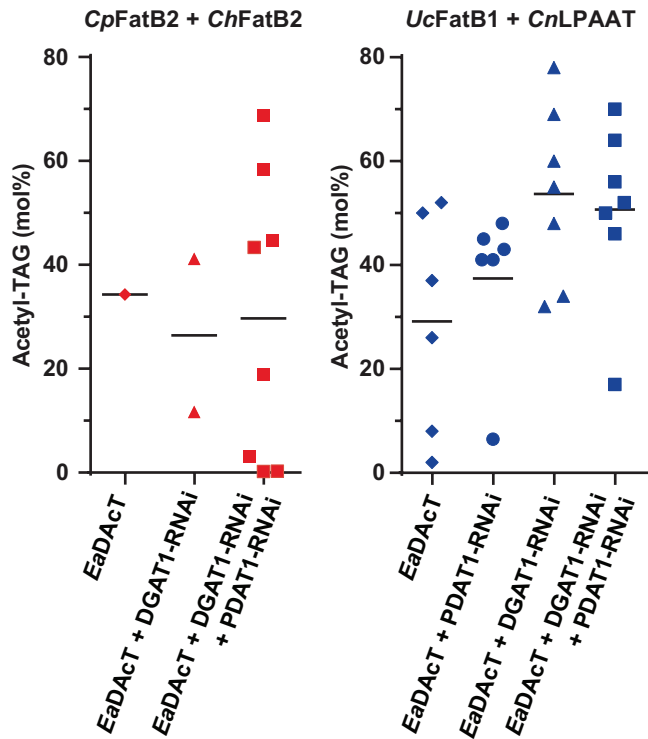 CpFatB2 + ChFatB2
Acetyl-TAG (mol%)
80
60
40
20
0
EaDAcT
EaDAcT + DGAT1-RNAi
EaDAcT + DGAT1-RNAi
+ PDAT1-RNAi
UcFatB1 + CnLPAAT
Acetyl-TAG (mol%)
80
60
40
20
0
EaDAcT
EaDAcT + PDAT1-RNAi
EaDAcT + DGAT1-RNAi
EaDAcT + DGAT1-RNAi
+ PDAT1-RNAi